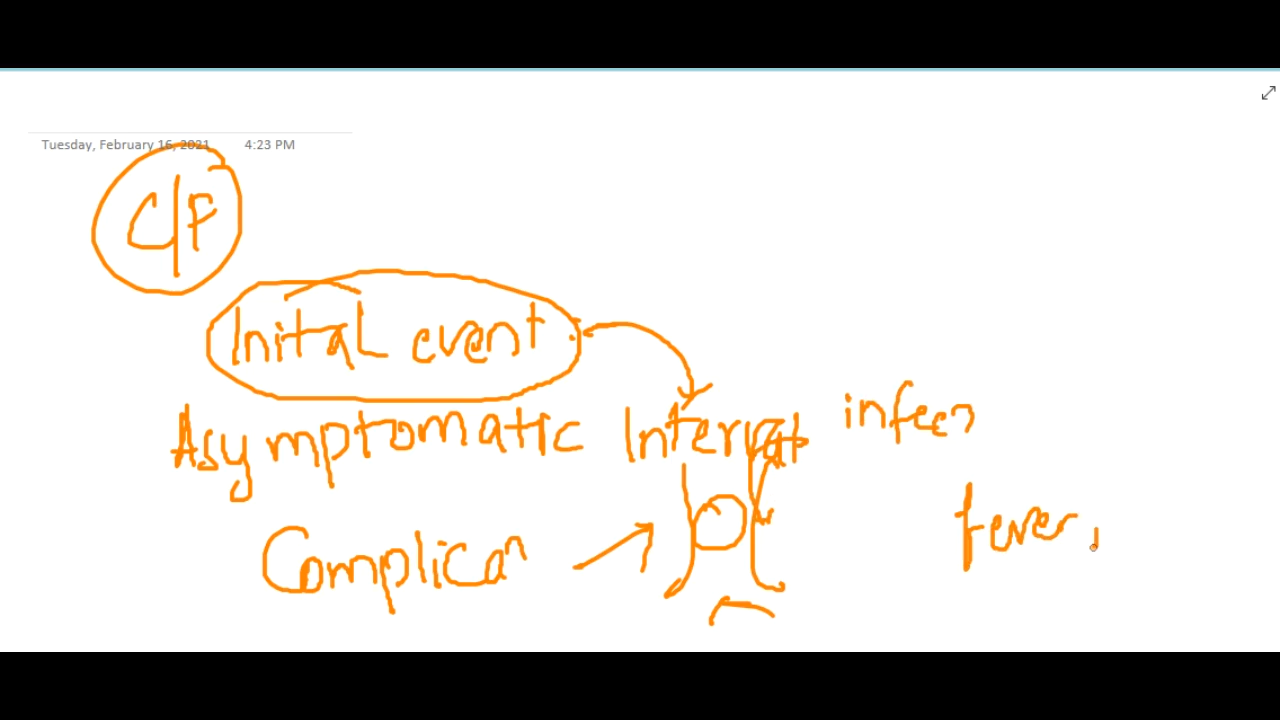 Tuesday, February 16, 2021 4:23 PM
C/F
Inital event
Asymptomatic Interval
infecn
Complican
fever,